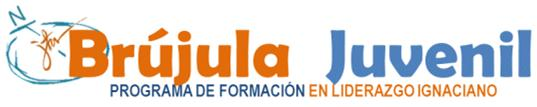 N
Brújula Juvenil
PROGRAMA DE FORMACIÓN EN LIDERAZGO IGNACIANO